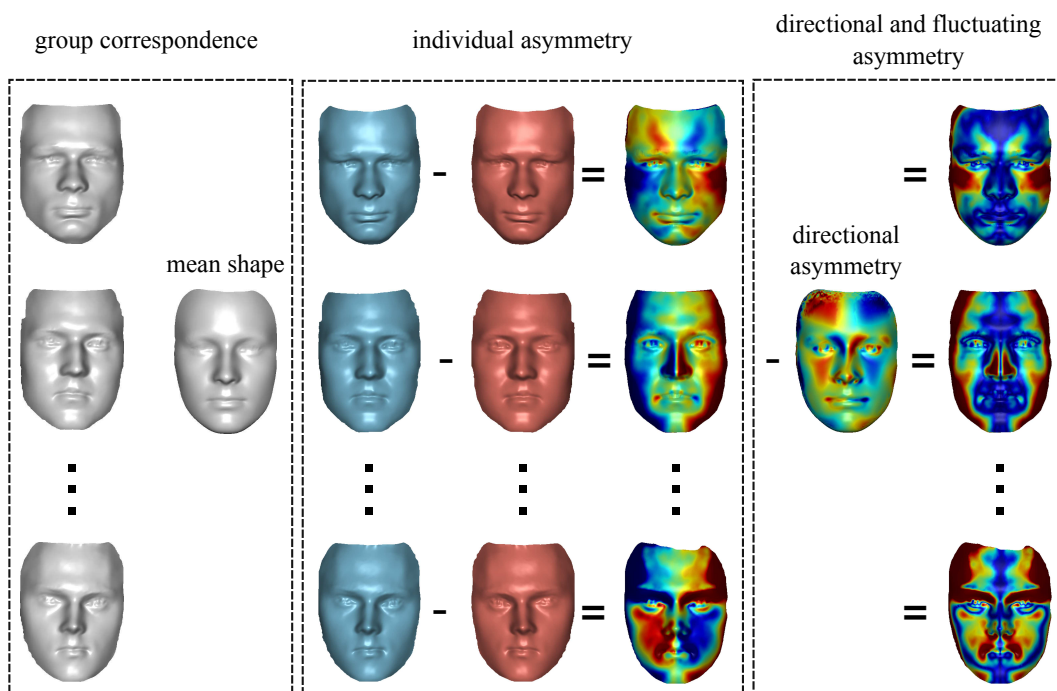 group correspondence
individual asymmetry
directional and fluctuating
asymmetry
mean shape
- =
=
directional
asymmetry
- =
- =
- =
=